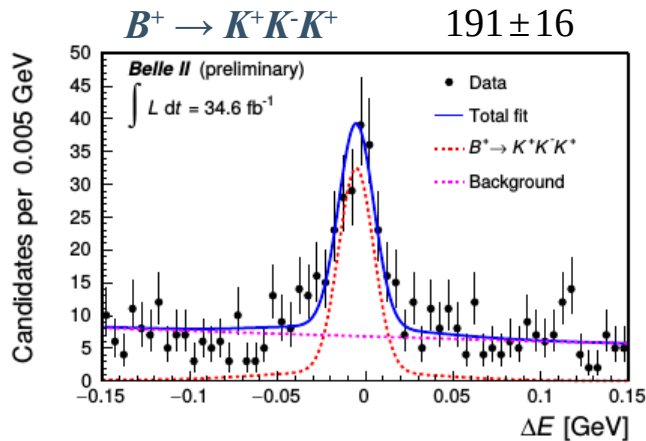 B⁺ → K⁺K⁻K⁺ 191 ± 16
Belle II (preliminary)
∫ L dt = 34.6 fb⁻¹
Data
Total fit
B⁺→ K⁺K⁻K⁺
Background
Candidates per 0.005 GeV
50
45
40
35
30
25
20
15
10
5
0
−0.15 −0.1 −0.05 0 0.05 0.1 0.15
ΔE [GeV]